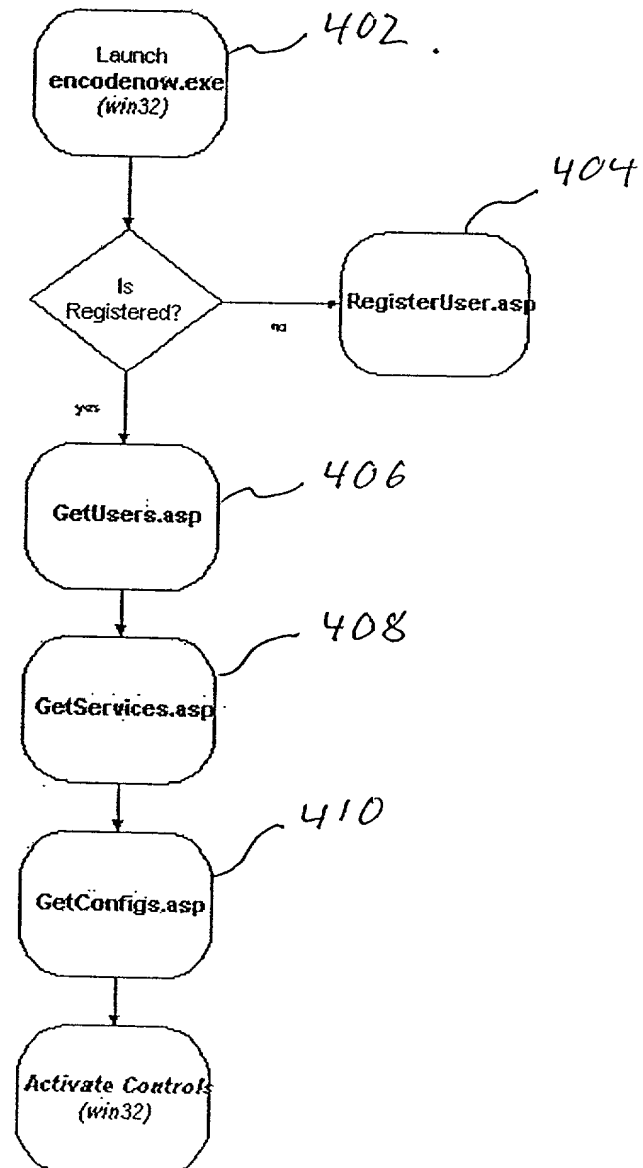 402
Launch
encodenow.exe
(win32)
404
Is
Registered?
no
RegisterUser.asp
yes
406
GetUsers.asp
408
GetServices.asp
410
GetConfigs.asp
Activate Controls
(win32)